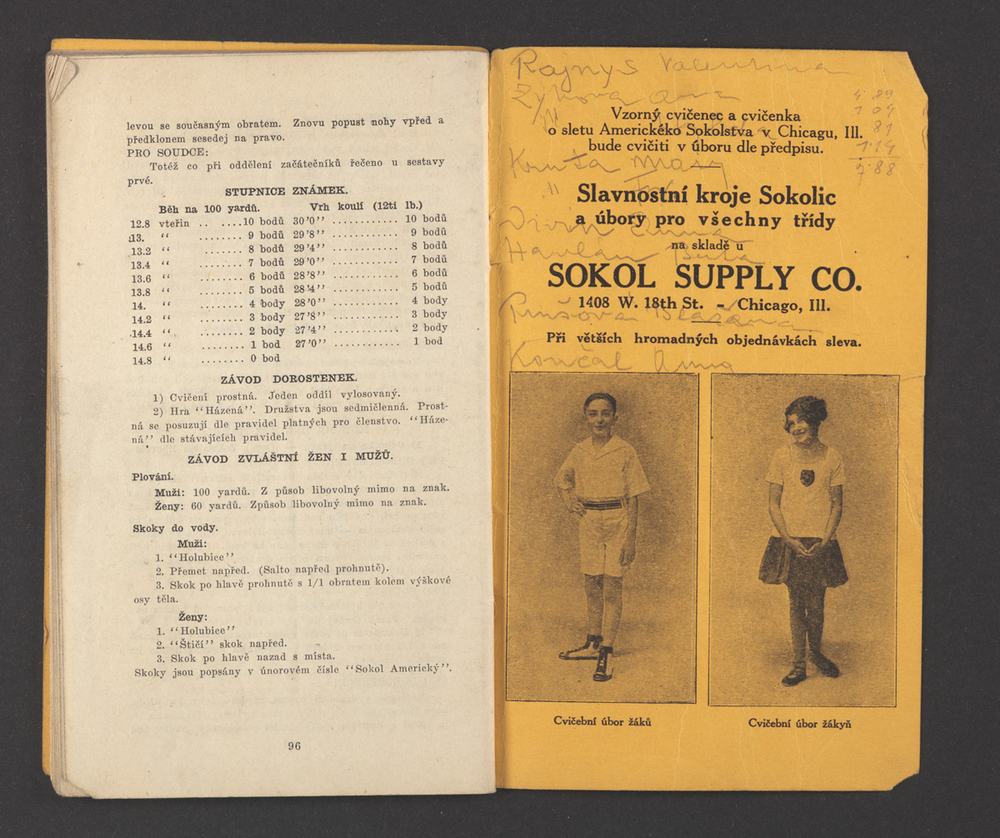 levou se současným obratem. Znovu popust nohy vpřed a
předklonem sesedej na pravo.
PRO SOUDCE:
Totéž co při oddělení začátečníků řečeno u sestavy
prvé.
STUPNICE ZNÁMEK.
Běh na 100 yardů. Vrh koulí (12ti lb.)
12.8 vteřin .. .....10 bodů 30'0'' ............ 10 bodů
13. “ ........ 9 bodů 29'8'' ............ 9 bodů
13.2 “ ........ 8 bodů 29'4'' ............ 8 bodů
13.4 “ ........ 7 bodů 29'0'' ............ 7 bodů
13.6 “ ........ 6 bodů 28'8'' ............ 6 bodů
13.8 “ ........ 5 bodů 28'4'' ............ 5 bodů
14. “ ........ 4 body 28'0'' ............ 4 body
14.2 “ ........ 3 body 27'8'' ............ 3 body
14.4 “ ........ 2 body 27'4'' ............ 2 body
14.6 “ ........ 1 bod 27'0'' ............ 1 bod
14.8 “ ........ 0 bod
ZÁVOD DOROSTENEK.
1) Cvičení prostná. Jeden oddíl vylosovaný.
2) Hra “Házená”. Družstva jsou sedmičlenná. Prost-
ná se posuzují dle pravidel platných pro členstvo. “Háze-
ná” dle stávajících pravidel.
ZÁVOD ZVLÁŠTNÍ ŽEN I MUŽŮ.
Plování.
Muži: 100 yardů. Z působ libovolný mimo na znak.
Ženy: 60 yardů. Způsob libovolný mimo na znak.
Skoky do vody.
Muži:
1. “Holubice”
2. Přemet napřed. (Salto napřed prohnutě).
3. Skok po hlavě prohnutě s 1/1 obratem kolem výškové
osy těla.
Ženy:
1. “Holubice”
2. “Štičí” skok napřed.
3. Skok po hlavě nazad s místa.
Skoky jsou popsány v únorovém čísle “Sokol Americký”.
96
Rajnys Valentina
Vzorný cvičenec a cvičenka
o sletu Amerického Sokolstva v Chicagu, Ill.
bude cvičiti v úboru dle předpisu.
Slavnostní kroje Sokolic
a úbory pro všechny třídy
na skladě u
SOKOL SUPPLY CO.
1408 W. 18th St. - Chicago, Ill.
Při větších hromadných objednávkách sleva.
Končal Anna
Cvičební úbor žáků
Cvičební úbor žákyň